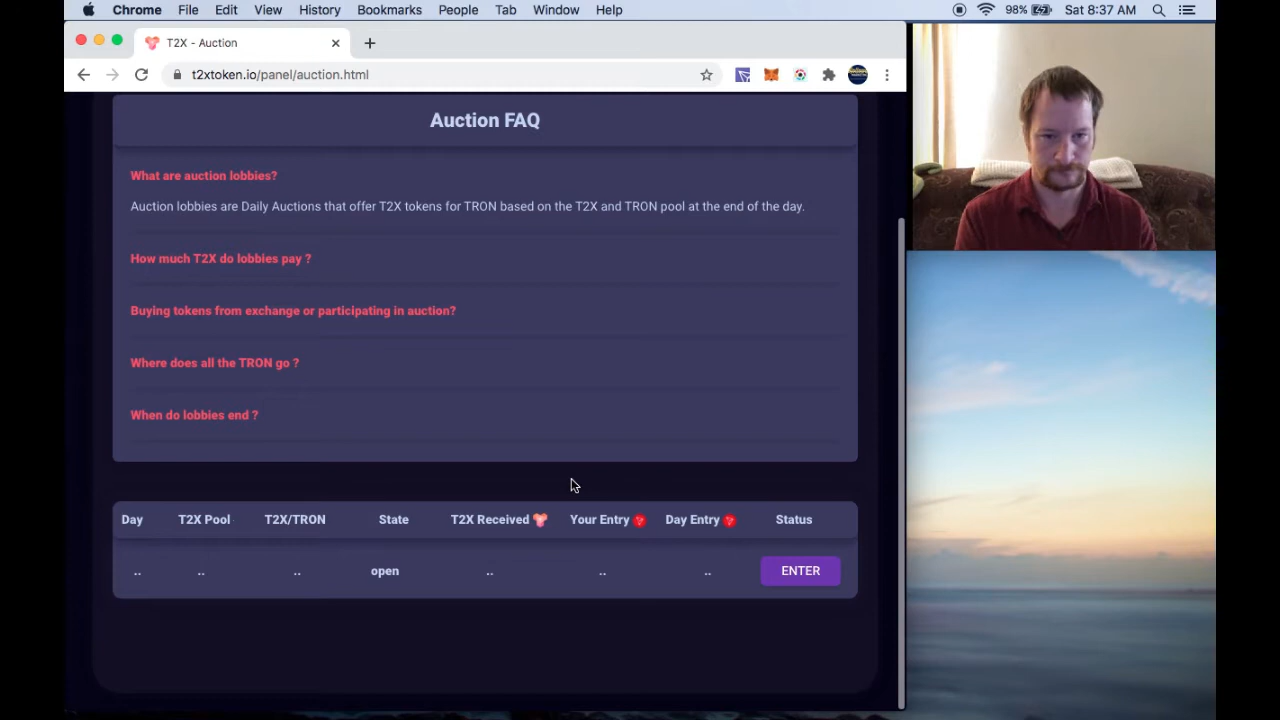 Chrome File Edit View History Bookmarks People Tab Window Help 98% Sat 8:37 AM
T2X - Auction
t2xtoken.io/panel/auction.html
Auction FAQ
What are auction lobbies?
Auction lobbies are Daily Auctions that offer T2X tokens for TRON based on the T2X and TRON pool at the end of the day.
How much T2X do lobbies pay ?
Buying tokens from exchange or participating in auction?
Where does all the TRON go ?
When do lobbies end ?
Day T2X Pool T2X/TRON State T2X Received Your Entry Day Entry Status
.. .. .. open .. .. .. ENTER